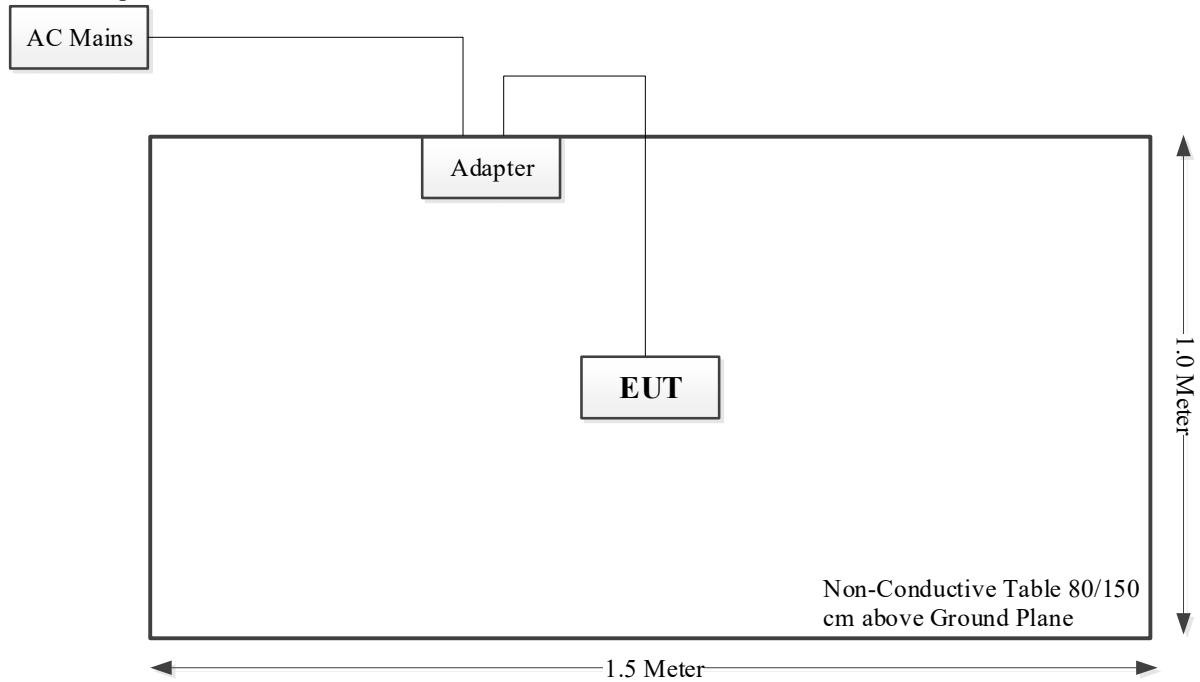 AC Mains
Adapter
EUT
1.0 Meter
Non-Conductive Table 80/150
cm above Ground Plane
1.5 Meter